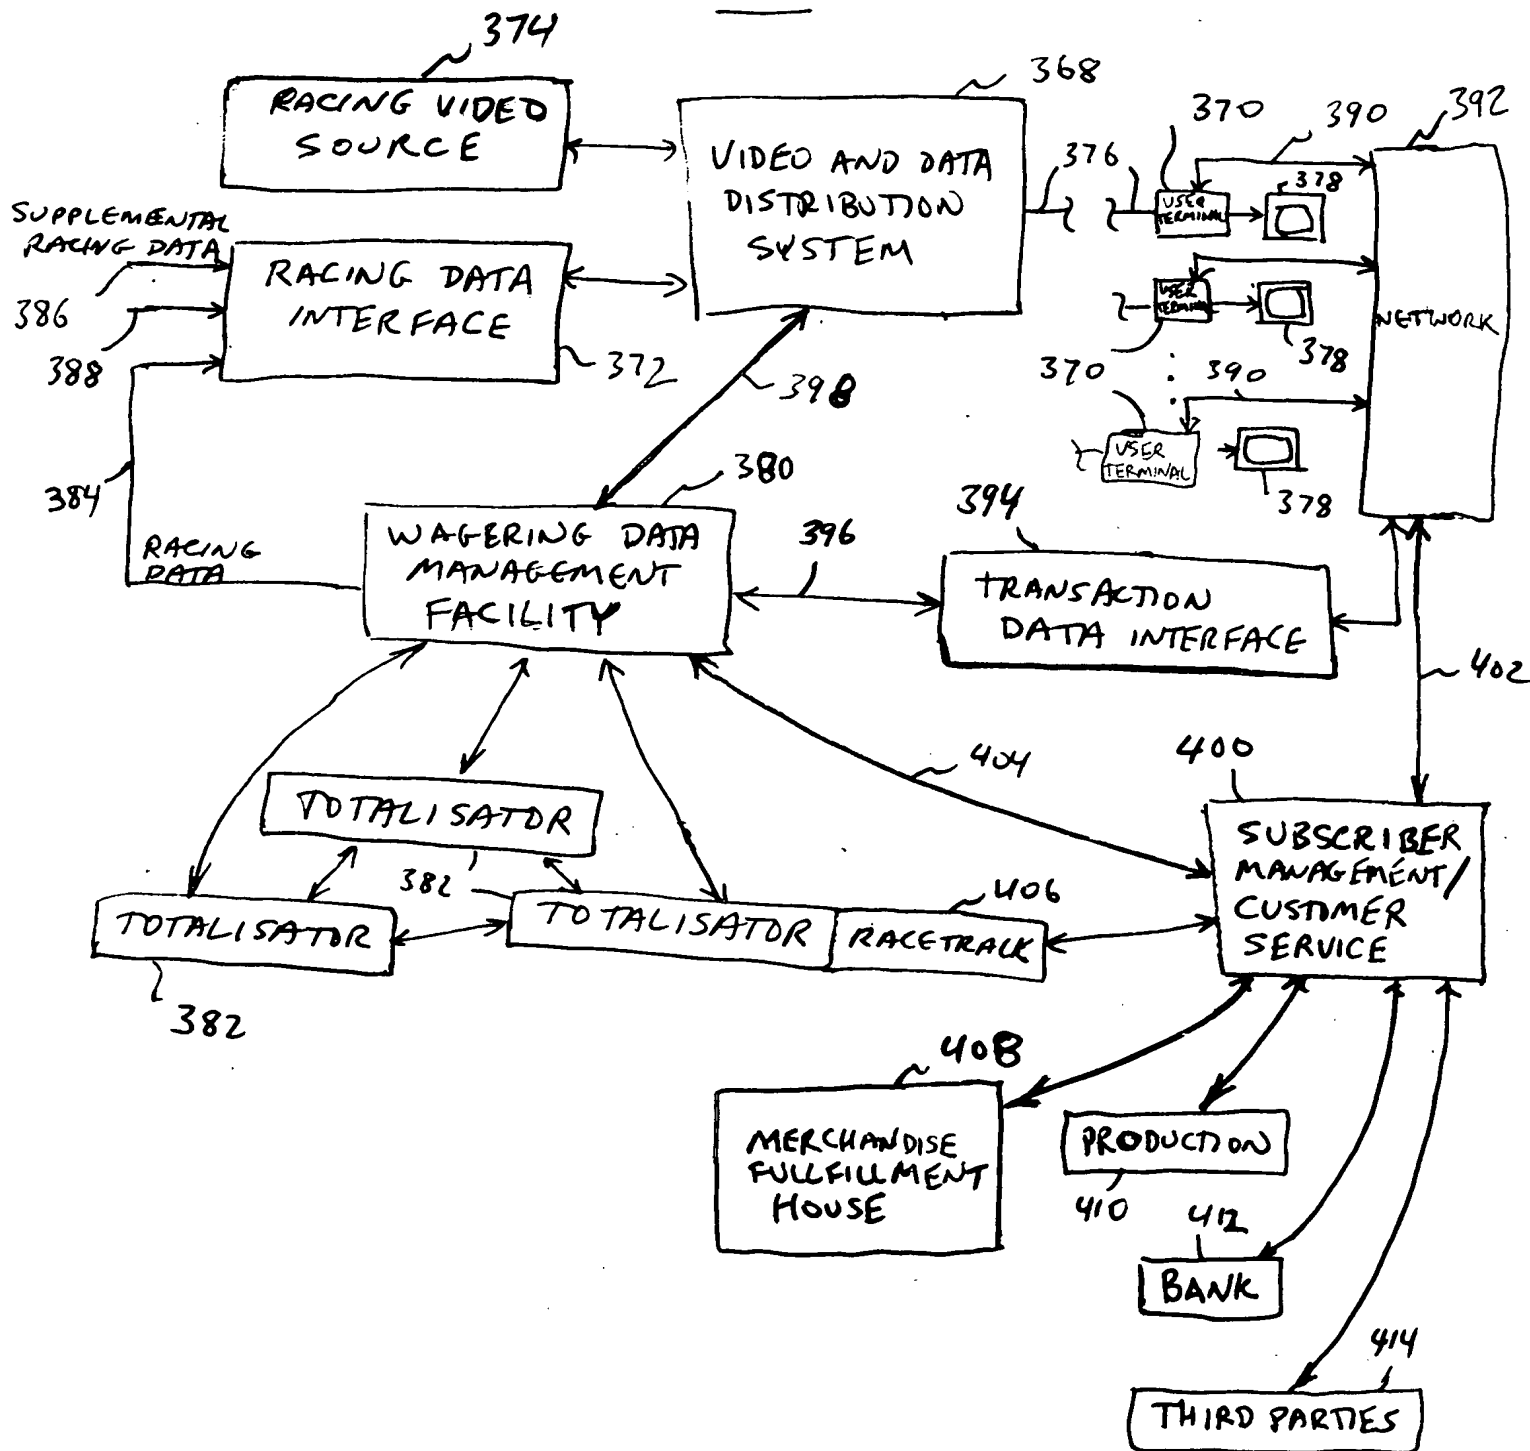 374
RACING VIDEO
SOURCE
368
VIDEO AND DATA
DISTRIBUTION
SYSTEM
376
370
390
392
USER
TERMINAL
378
SUPPLEMENTAL
RACING DATA
386
388
RACING DATA
INTERFACE
372
398
USER
TERMINAL
378
NETWORK
370
390
USER
TERMINAL
378
384
RACING
DATA
380
WAGERING DATA
MANAGEMENT
FACILITY
396
394
TRANSACTION
DATA INTERFACE
402
404
400
SUBSCRIBER
MANAGEMENT/
CUSTOMER
SERVICE
TOTALISATOR
382
TOTALISATOR
382
TOTALISATOR
406
RACETRACK
408
MERCHANDISE
FULLFILLMENT
HOUSE
PRODUCTION
410
412
BANK
414
THIRD PARTIES